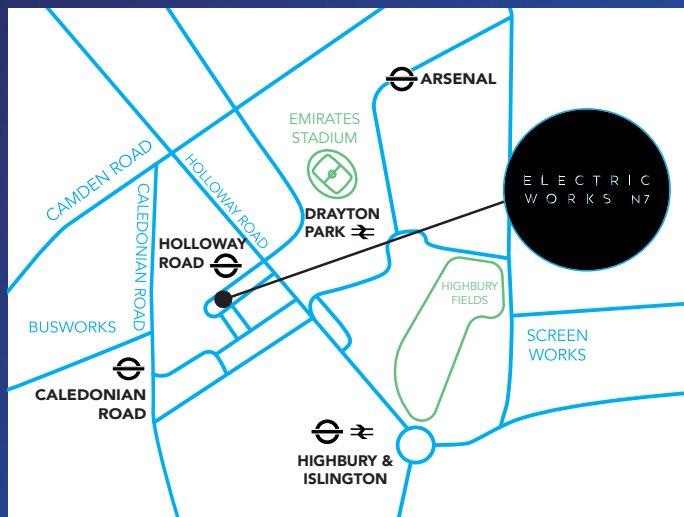 ARSENAL
EMIRATES
STADIUM
ELECTRIC
WORKS N7
CAMDEN ROAD
HOLLOWAY ROAD
CALEDONIAN ROAD
DRAYTON
PARK
HOLLOWAY
ROAD
HIGHBURY
FIELDS
BUSWORKS
SCREEN
WORKS
CALEDONIAN
ROAD
HIGHBURY &
ISLINGTON